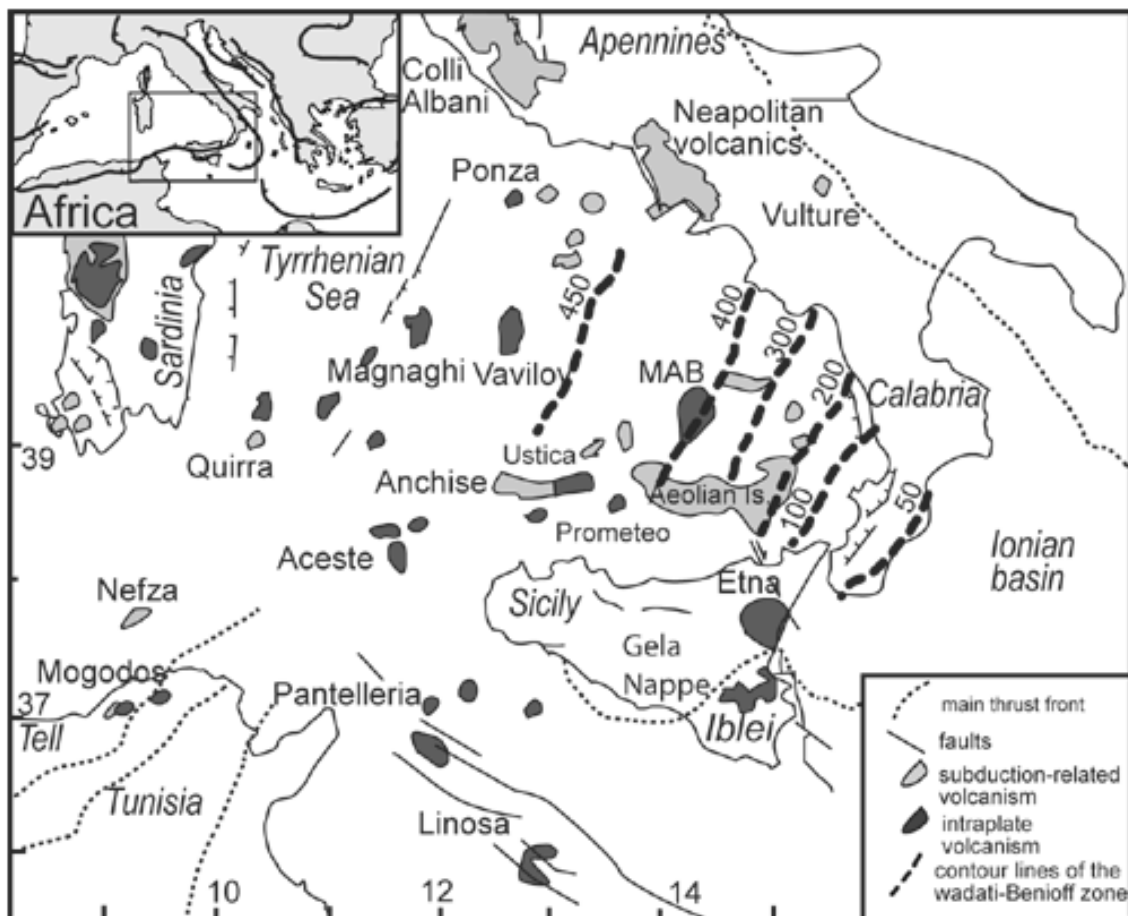 Africa
Apennines
Colli
Albani
Neapolitan
volcanics
Ponza
Vulture
Tyrrhenian
Sea
Sardinia
450
400
300
200
100
50
Magnaghi
Vavilov
MAB
Calabria
39
Quirra
Ustica
Anchise
Aeolian Is.
Prometeo
Aceste
Ionian
basin
Nefza
Sicily
Etna
Gela
Nappe
Mogodos
37
Pantelleria
Iblei
Tell
Tunisia
Linosa
10
12
14
main thrust front
faults
subduction-related
volcanism
intraplate
volcanism
contour lines of the
wadati-Benioff zone